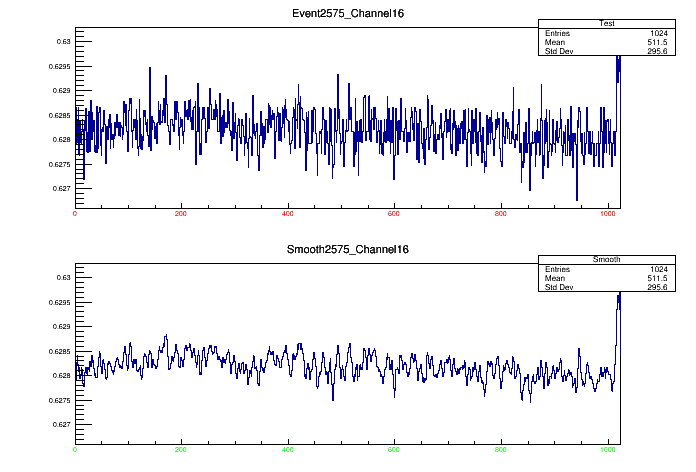 Event2575_Channel16
Test
Entries 1024
Mean 511.5
Std Dev 295.6
0.63
0.6295
0.629
0.6285
0.628
0.6275
0.627
0 200 400 600 800 1000
Smooth2575_Channel16
Smooth
Entries 1024
Mean 511.5
Std Dev 295.6
0.63
0.6295
0.629
0.6285
0.628
0.6275
0.627
0 200 400 600 800 1000